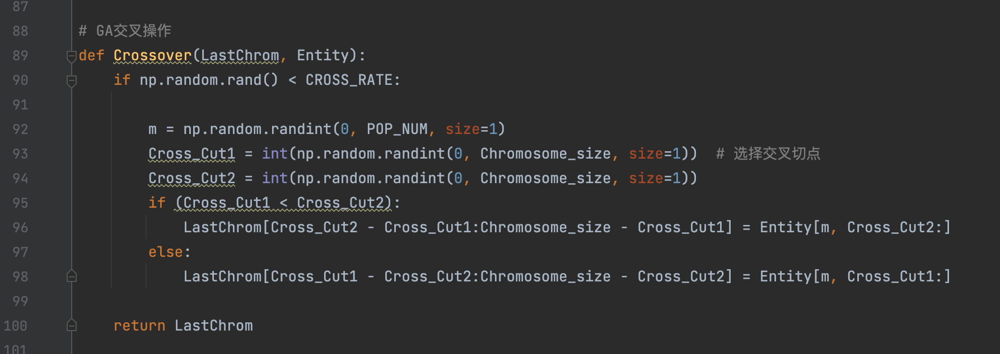 87
88 # GA交叉操作
89 def Crossover(LastChrom, Entity):
90 if np.random.rand() < CROSS_RATE:
91
92 m = np.random.randint(0, POP_NUM, size=1)
93 Cross_Cut1 = int(np.random.randint(0, Chromosome_size, size=1)) # 选择交叉切点
94 Cross_Cut2 = int(np.random.randint(0, Chromosome_size, size=1))
95 if (Cross_Cut1 < Cross_Cut2):
96 LastChrom[Cross_Cut2 - Cross_Cut1:Chromosome_size - Cross_Cut1] = Entity[m, Cross_Cut2:]
97 else:
98 LastChrom[Cross_Cut1 - Cross_Cut2:Chromosome_size - Cross_Cut2] = Entity[m, Cross_Cut1:]
99
100 return LastChrom
101